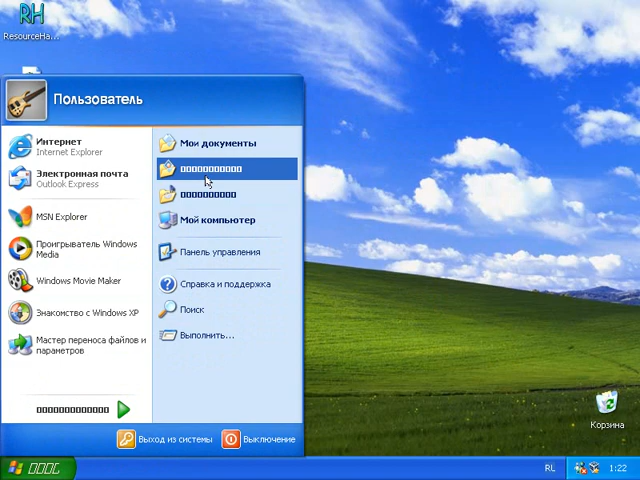 RH
ResourceHa...
Пользователь
Интернет
Internet Explorer
Электронная почта
Outlook Express
MSN Explorer
Проигрыватель Windows
Media
Windows Movie Maker
Знакомство с Windows XP
Мастер переноса файлов и
параметров
Мои документы
Мой компьютер
Панель управления
Справка и поддержка
Поиск
Выполнить...
Выход из системы
Выключение
Корзина
RL
1:22